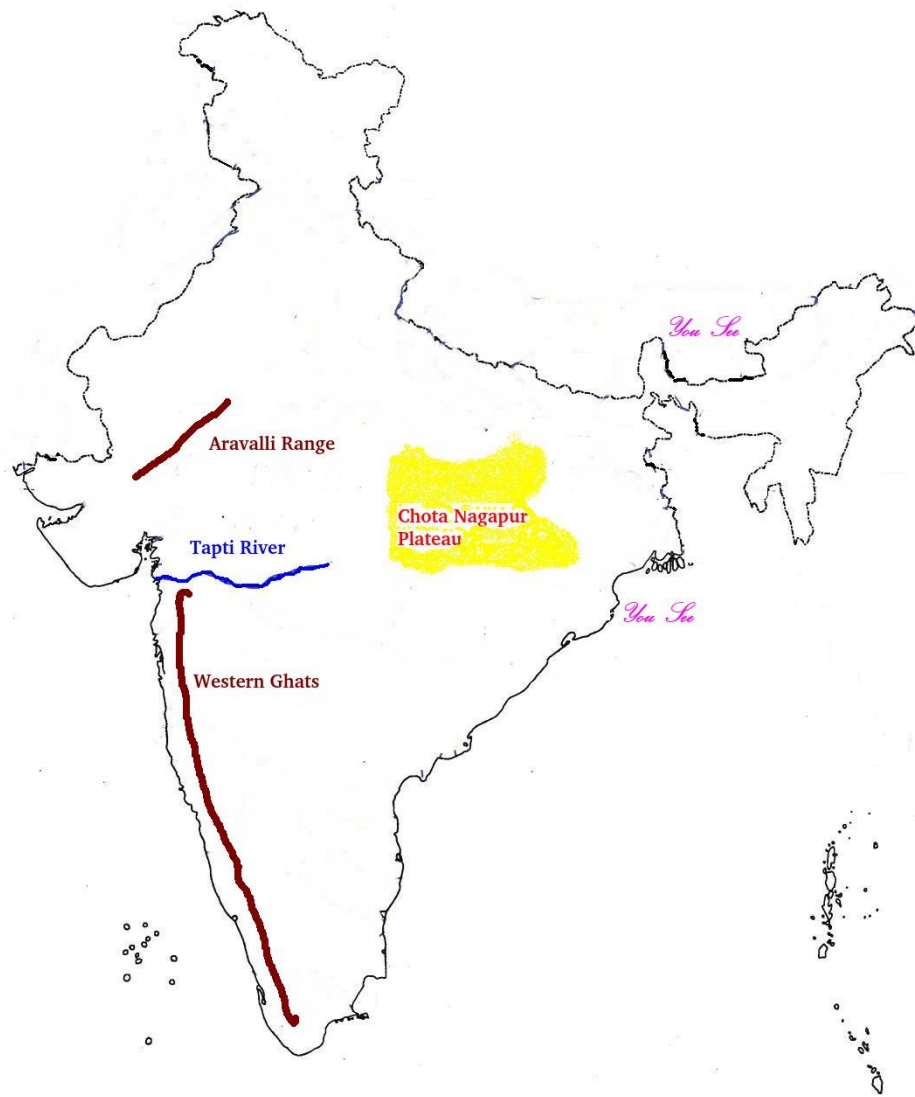 You See
Aravalli Range
Chota Nagapur
Plateau
Tapti River
You See
Western Ghats